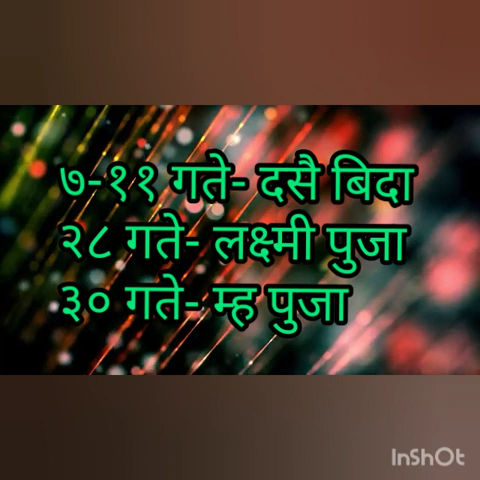 ७-११ गते- दसै बिदा
२८ गते- लक्ष्मी पुजा
३० गते- म्ह पुजा
InShOt